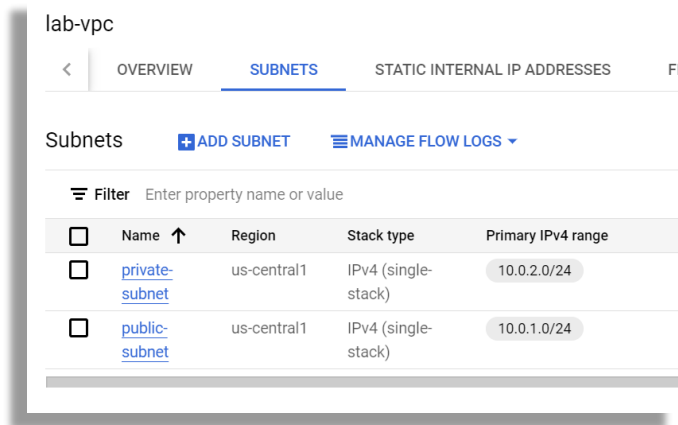 lab-vpc
OVERVIEW SUBNETS STATIC INTERNAL IP ADDRESSES
Subnets ADD SUBNET MANAGE FLOW LOGS
Filter Enter property name or value
Name Region Stack type Primary IPv4 range
private- us-central1 IPv4 (single- 10.0.2.0/24
subnet stack)
public- us-central1 IPv4 (single- 10.0.1.0/24
subnet stack)